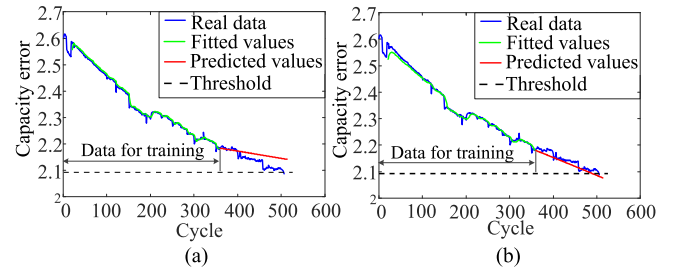 2.7
2.6
2.5
2.4
2.3
2.2
2.1
2
Capacity error
Real data
Fitted values
Predicted values
Threshold
Data for training
0 100 200 300 400 500 600
Cycle
(a)
2.7
2.6
2.5
2.4
2.3
2.2
2.1
2
Capacity error
Real data
Fitted values
Predicted values
Threshold
Data for training
0 100 200 300 400 500 600
Cycle
(b)